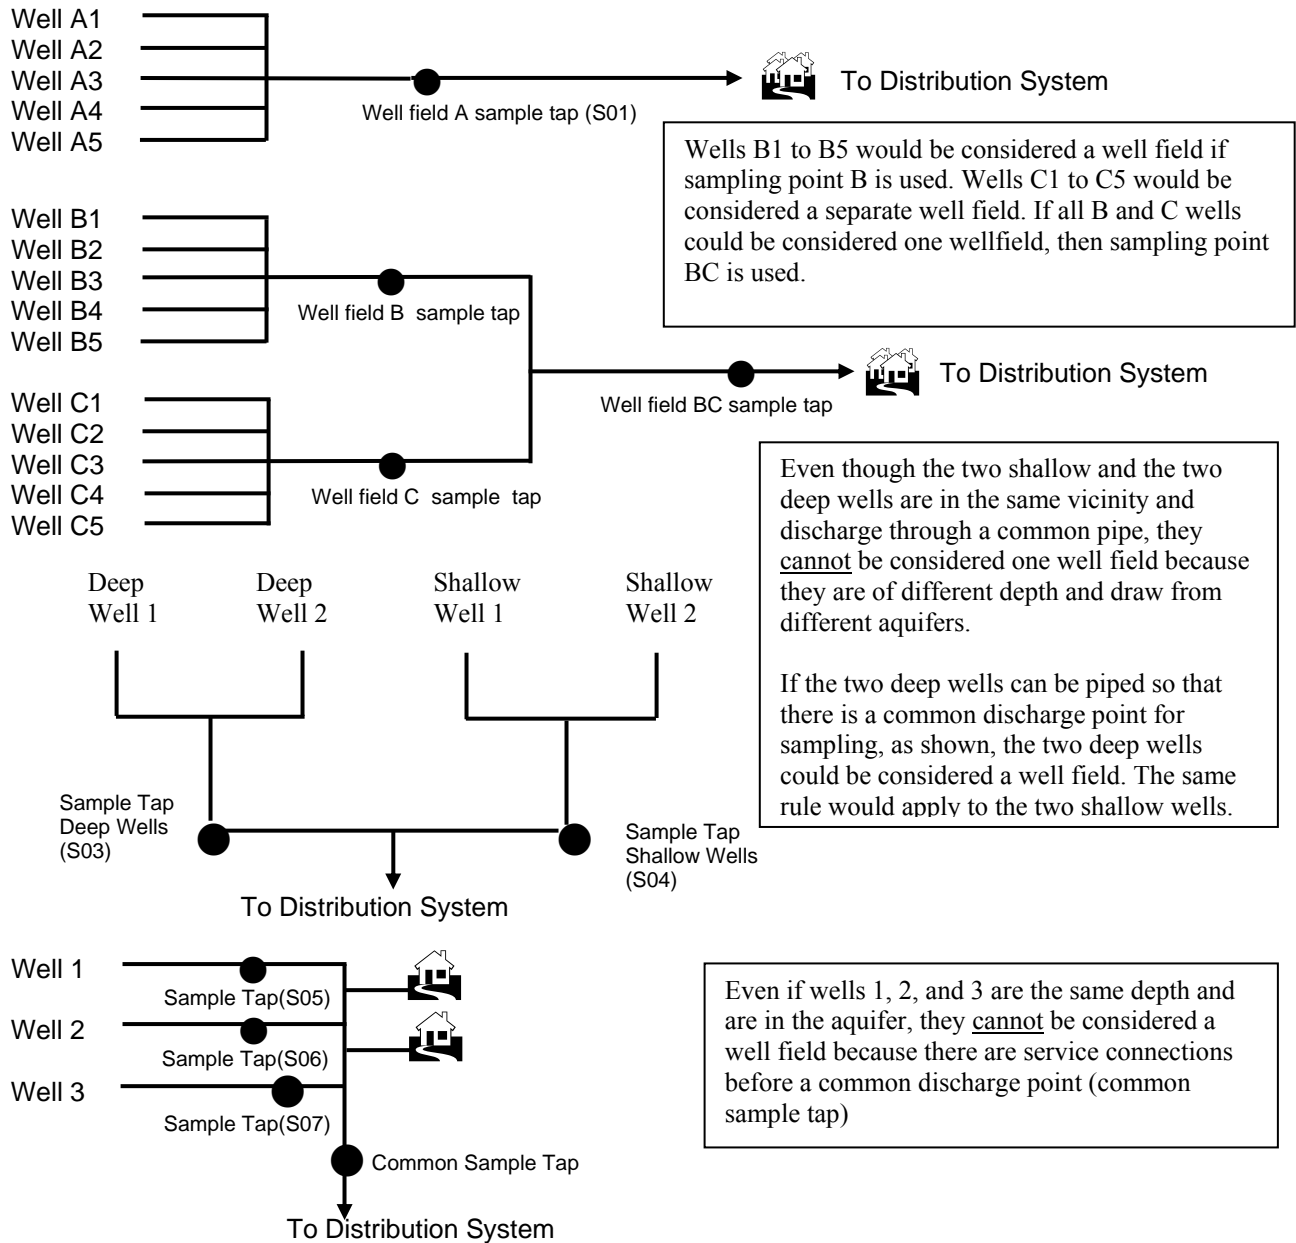 Well A1
Well A2
Well A3
Well A4
Well A5
Well field A sample tap (S01)
To Distribution System
Wells B1 to B5 would be considered a well field if
sampling point B is used. Wells C1 to C5 would be
considered a separate well field. If all B and C wells
could be considered one wellfield, then sampling point
BC is used.
Well B1
Well B2
Well B3
Well B4
Well B5
Well field B sample tap
Well field BC sample tap
To Distribution System
Well C1
Well C2
Well C3
Well C4
Well C5
Well field C sample tap
Even though the two shallow and the two
deep wells are in the same vicinity and
discharge through a common pipe, they
cannot be considered one well field because
they are of different depth and draw from
different aquifers.
If the two deep wells can be piped so that
there is a common discharge point for
sampling, as shown, the two deep wells
could be considered a well field. The same
rule would apply to the two shallow wells.
Deep
Well 1
Deep
Well 2
Shallow
Well 1
Shallow
Well 2
Sample Tap
Deep Wells
(S03)
Sample Tap
Shallow Wells
(S04)
To Distribution System
Well 1
Sample Tap(S05)
Well 2
Sample Tap(S06)
Well 3
Sample Tap(S07)
Common Sample Tap
To Distribution System
Even if wells 1, 2, and 3 are the same depth and
are in the aquifer, they cannot be considered a
well field because there are service connections
before a common discharge point (common
sample tap)